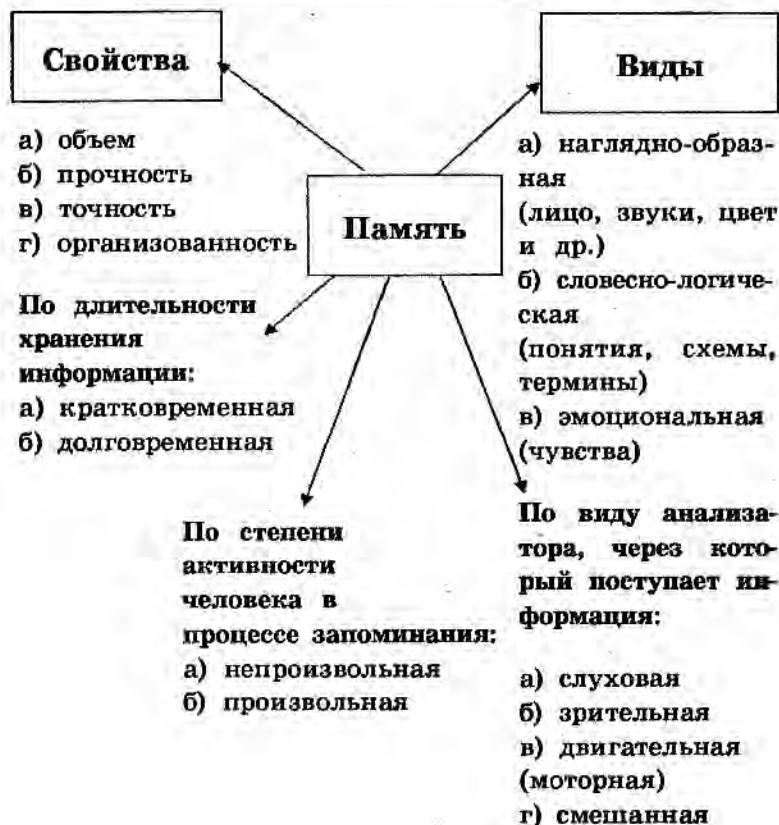 Свойства
а) объем
б) прочность
в) точность
г) организованность
По длительности
хранения
информации:
а) кратковременная
б) долговременная
Память
Виды
а) наглядно-образ-
ная
(лицо, звуки, цвет
и др.)
б) словесно-логиче-
ская
(понятия, схемы,
термины)
в) эмоциональная
(чувства)
По степени
активности
человека в
процессе запоминания:
а) непроизвольная
б) произвольная
По виду анализа-
тора, через кото-
рый поступает ин-
формация:
а) слуховая
б) зрительная
в) двигательная
(моторная)
г) смешанная